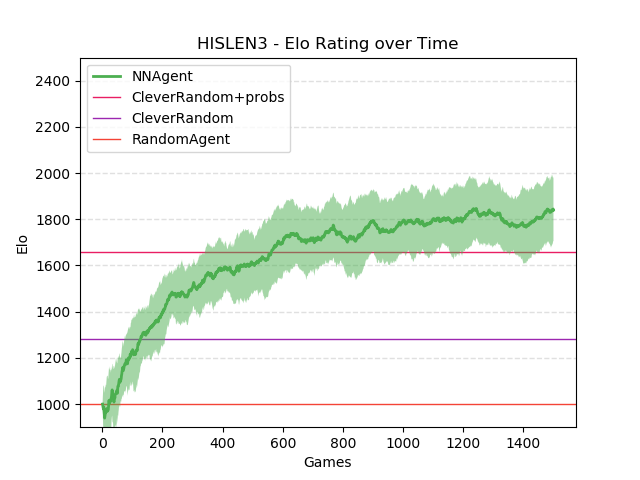 HISLEN3 - Elo Rating over Time
NNAgent
CleverRandom+probs
CleverRandom
RandomAgent
2400
2200
2000
1800
1600
1400
1200
1000
Elo
0 200 400 600 800 1000 1200 1400
Games